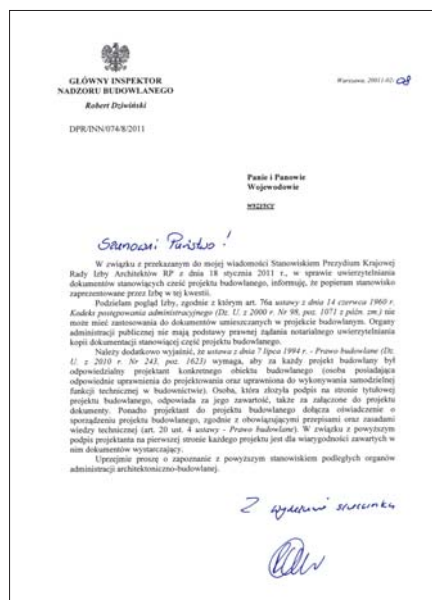 GŁÓWNY INSPEKTOR
NADZORU BUDOWLANEGO
Robert Dziwiński
Warszawa, 20011-02-08
DPR/INN/074/8/2011
Panie i Panowie
Wojewodowie
wszyscy
Szanowni Państwo !
W związku z przekazanym do mojej wiadomości Stanowiskiem Prezydium Krajowej
Rady Izby Architektów RP z dnia 18 stycznia 2011 r., w sprawie uwierzytelniania
dokumentów stanowiących część projektu budowlanego, informuję, że popieram stanowisko
zaprezentowane przez Izbę w tej kwestii.
Podzielam pogląd Izby, zgodnie z którym art. 76a ustawy z dnia 14 czerwca 1960 r.
Kodeks postępowania administracyjnego (Dz. U. z 2000 r. Nr 98, poz. 1071 z późn. zm.) nie
może mieć zastosowania do dokumentów umieszczanych w projekcie budowlanym. Organy
administracji publicznej nie mają podstawy prawnej żądania notarialnego uwierzytelniania
kopii dokumentacji stanowiącej część projektu budowlanego.
Należy dodatkowo wyjaśnić, że ustawa z dnia 7 lipca 1994 r. - Prawo budowlane (Dz.
U. z 2010 r. Nr 243, poz. 1623) wymaga, aby za każdy projekt budowlany był
odpowiedzialny projektant konkretnego obiektu budowlanego (osoba posiadająca
odpowiednie uprawnienia do projektowania oraz uprawniona do wykonywania samodzielnej
funkcji technicznej w budownictwie). Osoba, która złożyła podpis na stronie tytułowej
projektu budowlanego, odpowiada za jego zawartość, także za załączone do projektu
dokumenty. Ponadto projektant do projektu budowlanego dołącza oświadczenie o
sporządzeniu projektu budowlanego, zgodnie z obowiązującymi przepisami oraz zasadami
wiedzy technicznej (art. 20 ust. 4 ustawy - Prawo budowlane). W związku z powyższym
podpis projektanta na pierwszej stronie każdego projektu jest dla wiarygodności zawartych w
nim dokumentów wystarczający.
Uprzejmie proszę o zapoznanie z powyższym stanowiskiem podległych organów
administracji architektoniczno-budowlanej.
Z wyrazami szacunku